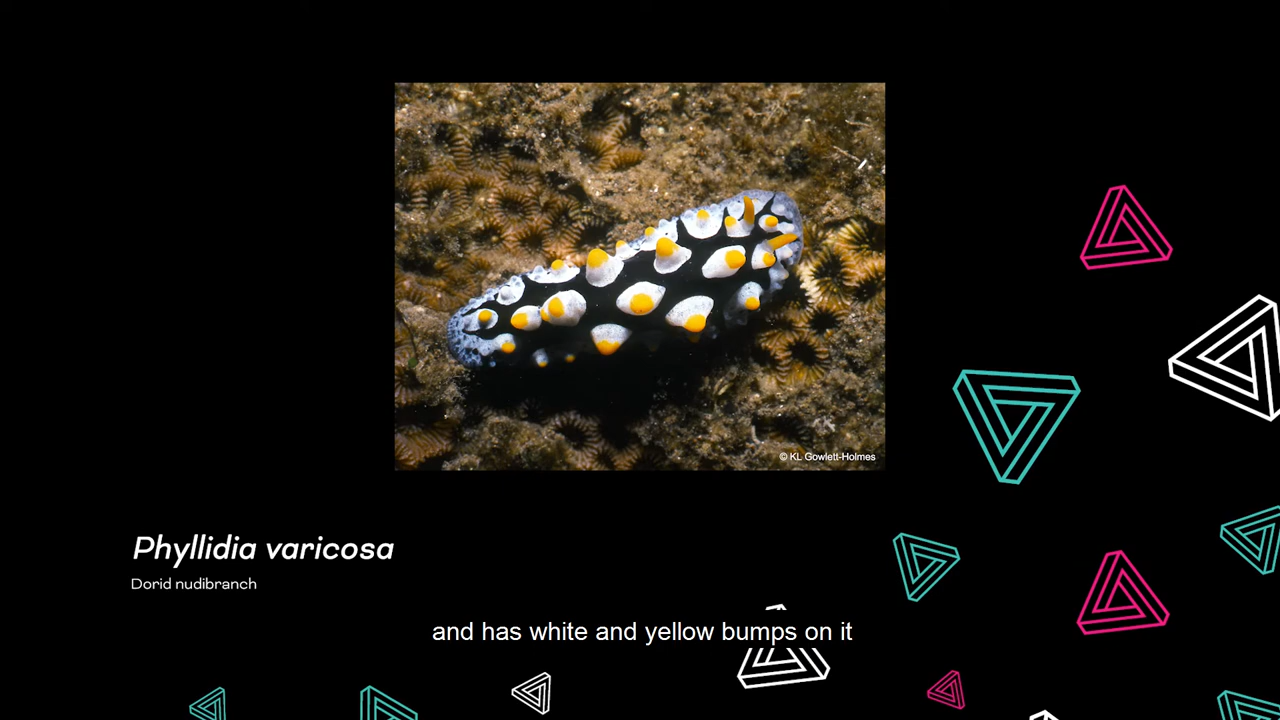 © KL Gowlett-Holmes
Phyllidia varicosa
Dorid nudibranch
and has white and yellow bumps on it